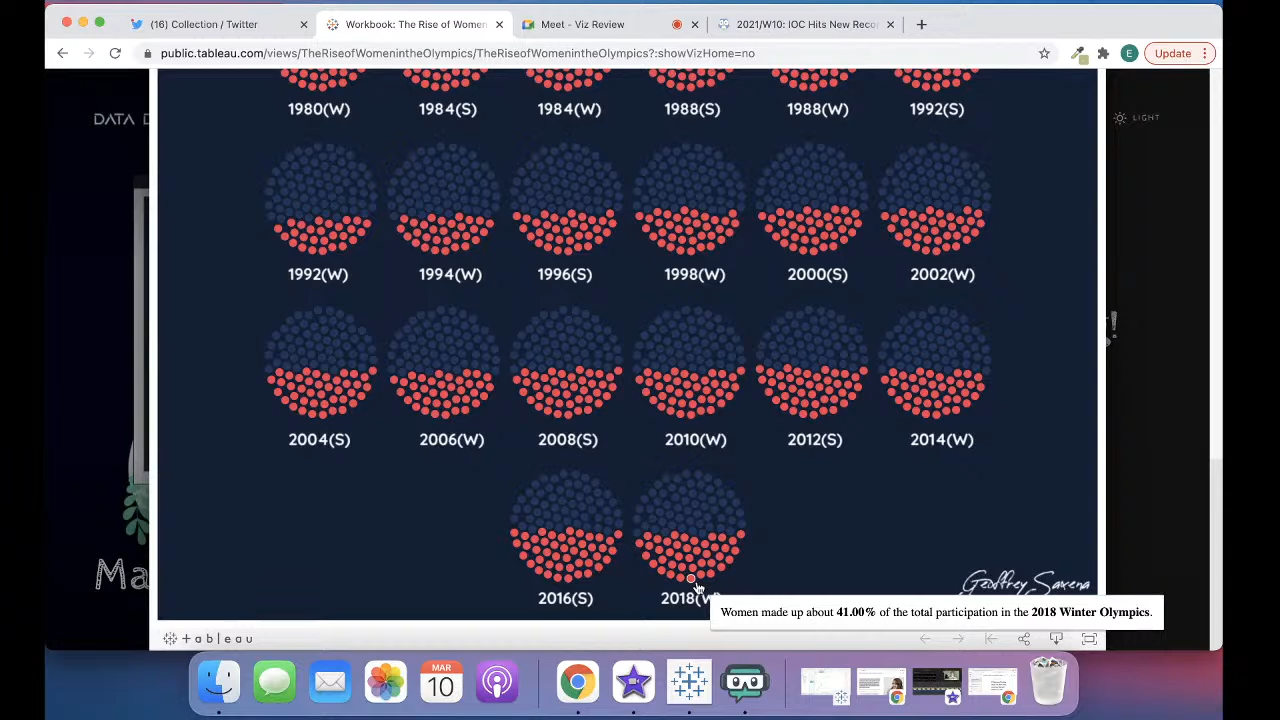 (16) Collection / Twitter
Workbook: The Rise of Women
Meet - Viz Review
2021/W10: IOC Hits New Recor
public.tableau.com/views/TheRiseofWomenintheOlympics/TheRiseofWomenintheOlympics?:showVizHome=no
E
Update
DATA D
LIGHT
1980(W) 1984(S) 1984(W) 1988(S) 1988(W) 1992(S)
1992(W) 1994(W) 1996(S) 1998(W) 2000(S) 2002(W)
2004(S) 2006(W) 2008(S) 2010(W) 2012(S) 2014(W)
Ma
!
2016(S) 2018(W
Geoffrey Saxena
Women made up about 41.00% of the total participation in the 2018 Winter Olympics.
+ableau
MAR
10